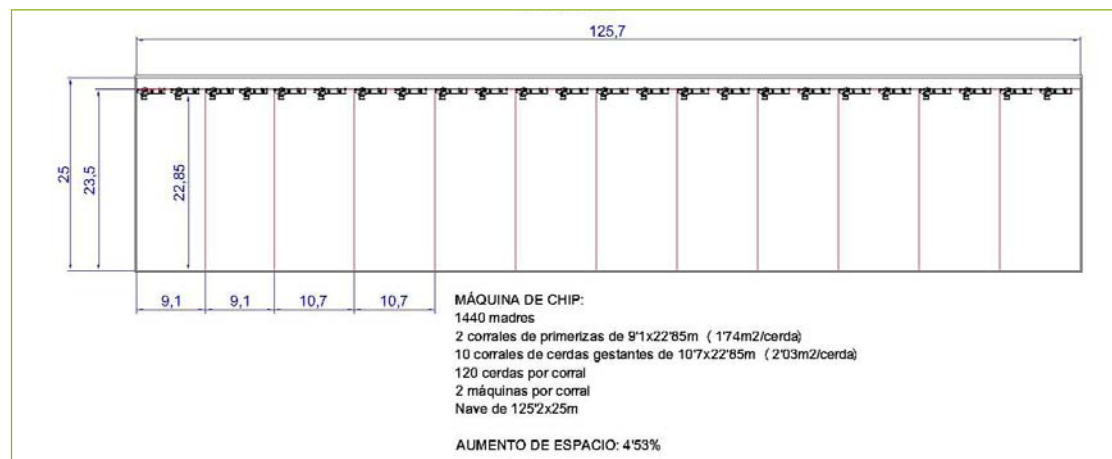 125,7
25
23,5
22,85
9,1
9,1
10,7
10,7
MÁQUINA DE CHIP:
1440 madres
2 corrales de primerizas de 9'1x22'85m ( 1'74m2/cerda)
10 corrales de cerdas gestantes de 10'7x22'85m ( 2'03m2/cerda)
120 cerdas por corral
2 máquinas por corral
Nave de 125'2x25m
AUMENTO DE ESPACIO: 4'53%